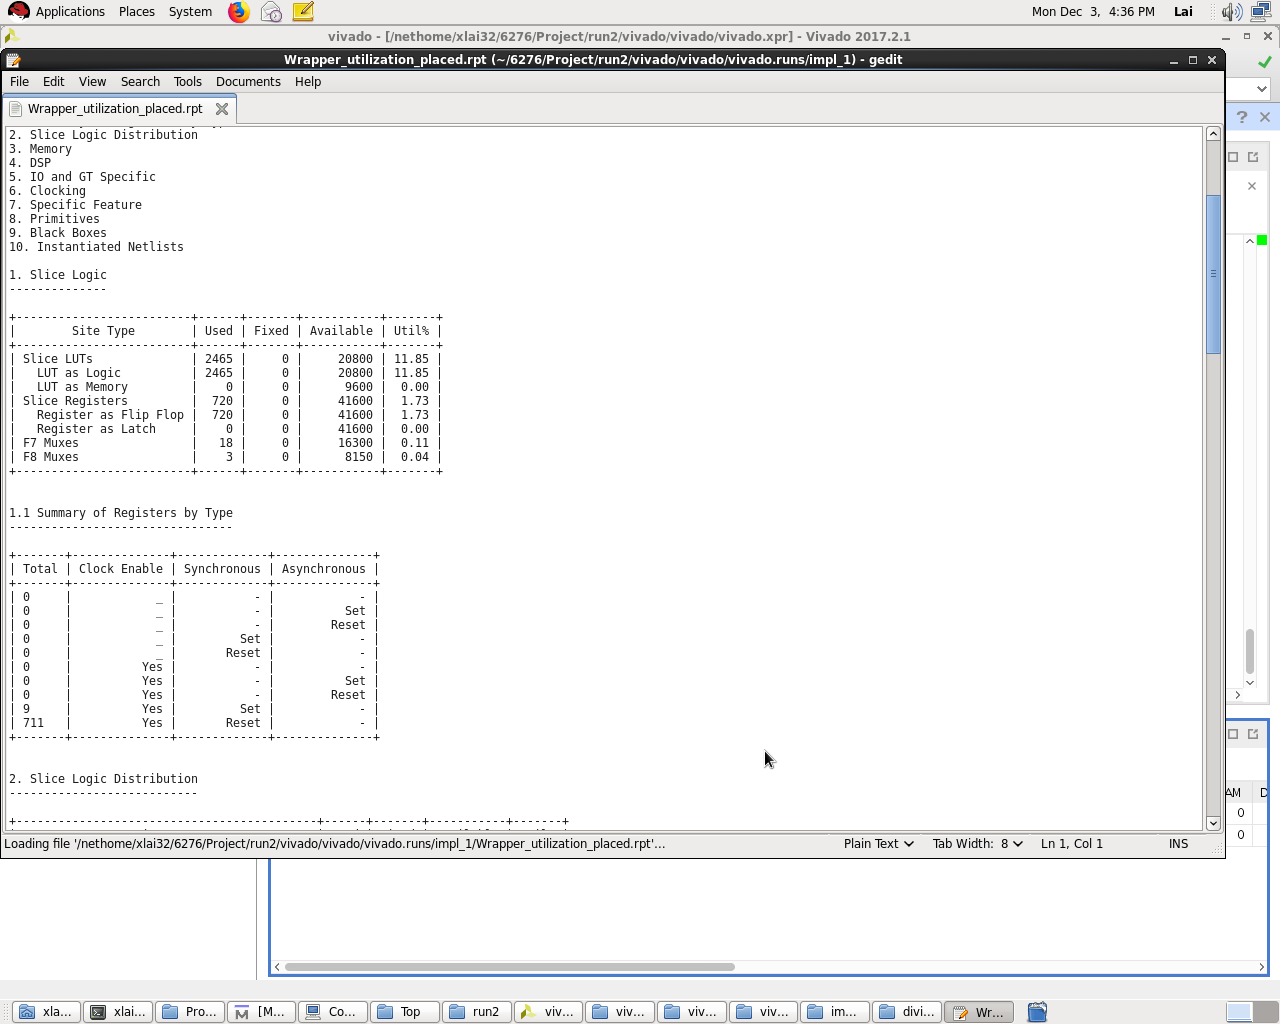 Applications Places System Mon Dec 3, 4:36 PM Lai
vivado - [/nethome/xlai32/6276/Project/run2/vivado/vivado/vivado.xpr] - Vivado 2017.2.1
Wrapper_utilization_placed.rpt (~/6276/Project/run2/vivado/vivado/vivado.runs/impl_1) - gedit
File Edit View Search Tools Documents Help
Wrapper_utilization_placed.rpt
2. Slice Logic Distribution
3. Memory
4. DSP
5. IO and GT Specific
6. Clocking
7. Specific Feature
8. Primitives
9. Black Boxes
10. Instantiated Netlists
1. Slice Logic
--------------
+--------------------------+------+-------+-----------+-------+
|        Site Type         | Used | Fixed | Available | Util% |
+--------------------------+------+-------+-----------+-------+
| Slice LUTs               | 2465 |     0 |     20800 | 11.85 |
|   LUT as Logic           | 2465 |     0 |     20800 | 11.85 |
|   LUT as Memory          |    0 |     0 |      9600 |  0.00 |
| Slice Registers          |  720 |     0 |     41600 |  1.73 |
|   Register as Flip Flop  |  720 |     0 |     41600 |  1.73 |
|   Register as Latch      |    0 |     0 |     41600 |  0.00 |
| F7 Muxes                 |   18 |     0 |     16300 |  0.11 |
| F8 Muxes                 |    3 |     0 |      8150 |  0.04 |
+--------------------------+------+-------+-----------+-------+
1.1 Summary of Registers by Type
--------------------------------
+-------+--------------+-------------+--------------+
| Total | Clock Enable | Synchronous | Asynchronous |
+-------+--------------+-------------+--------------+
| 0     |            _ |           - |            - |
| 0     |            _ |           - |          Set |
| 0     |            _ |           - |        Reset |
| 0     |            _ |         Set |            - |
| 0     |            _ |       Reset |            - |
| 0     |          Yes |           - |            - |
| 0     |          Yes |           - |          Set |
| 0     |          Yes |           - |        Reset |
| 9     |          Yes |         Set |            - |
| 711   |          Yes |       Reset |            - |
+-------+--------------+-------------+--------------+
2. Slice Logic Distribution
---------------------------
AM D
0
0
Loading file '/nethome/xlai32/6276/Project/run2/vivado/vivado/vivado.runs/impl_1/Wrapper_utilization_placed.rpt'... Plain Text Tab Width: 8 Ln 1, Col 1 INS
xla... xlai... Pro... [M... Co... Top run2 viv... viv... viv... viv... im... divi... Wr...